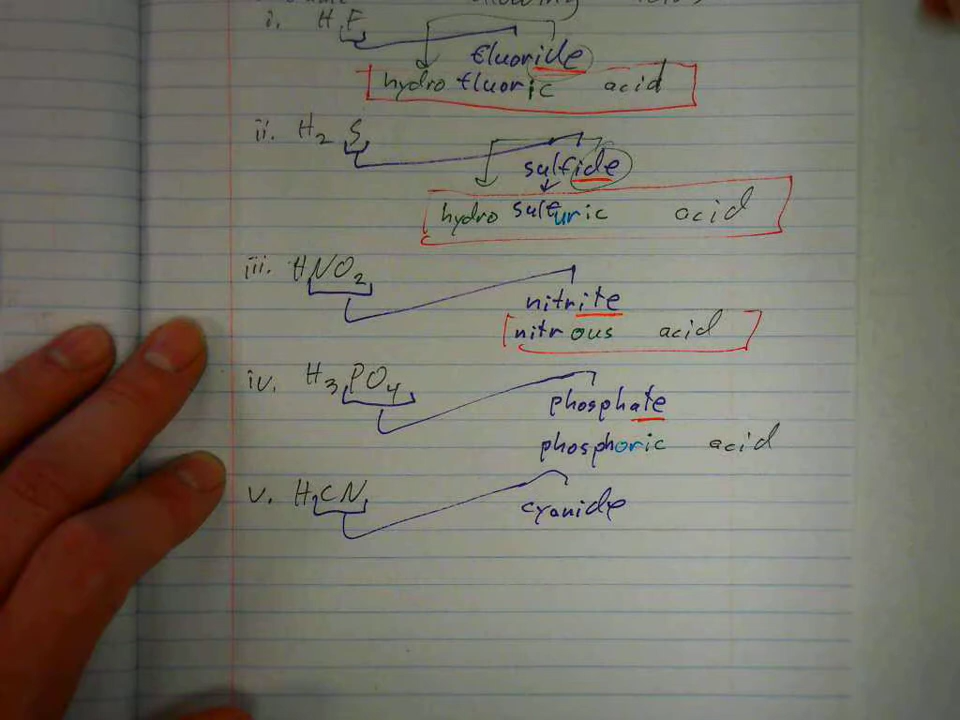 i. HF
fluoride
hydro fluoric acid
ii. H2 S
sulfide
hydro sulfuric acid
iii. HNO2
nitrite
nitrous acid
iv. H3PO4
phosphate
phosphoric acid
v. HCN
cyanide